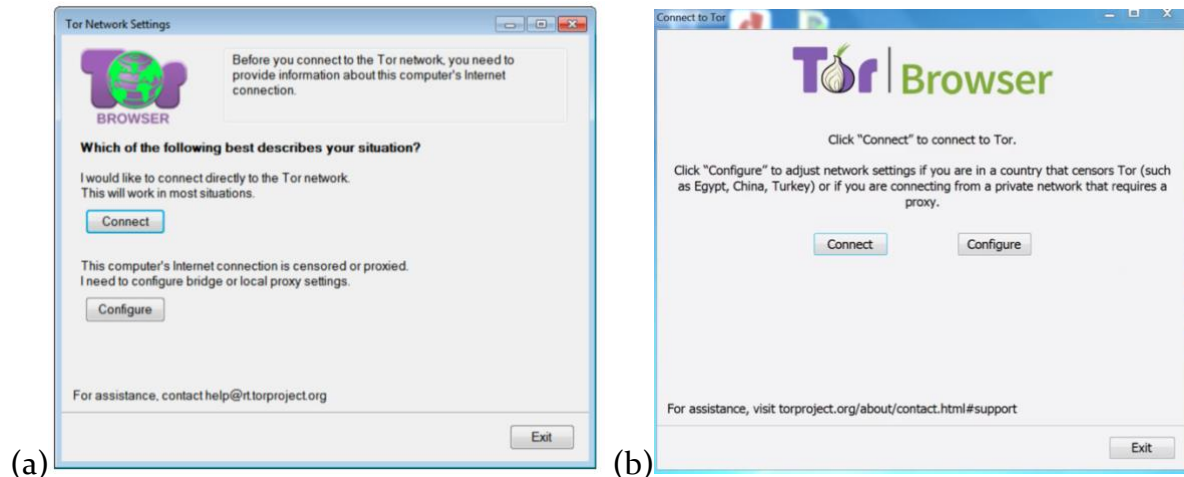 Tor Network Settings
Tor
BROWSER
Before you connect to the Tor network, you need to
provide information about this computer's Internet
connection.
Which of the following best describes your situation?
I would like to connect directly to the Tor network.
This will work in most situations.
Connect
This computer's Internet connection is censored or proxied.
I need to configure bridge or local proxy settings.
Configure
For assistance, contact help@rt.torproject.org
Exit
(a)
Connect to Tor
Tor Browser
Click "Connect" to connect to Tor.
Click "Configure" to adjust network settings if you are in a country that censors Tor (such
as Egypt, China, Turkey) or if you are connecting from a private network that requires a
proxy.
Connect Configure
For assistance, visit torproject.org/about/contact.html#support
Exit
(b)